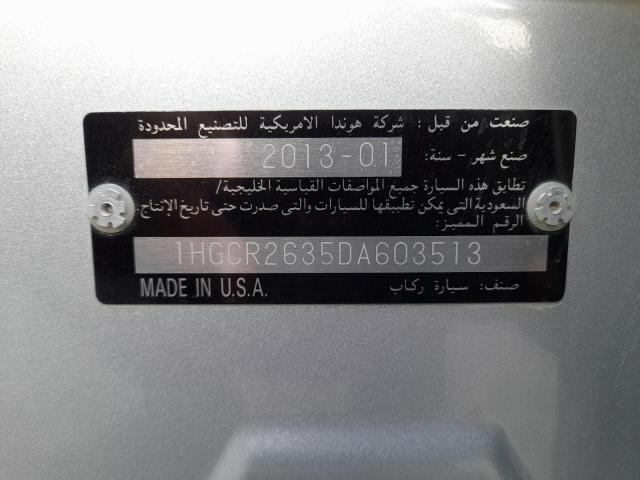 صنعت من قبل : شركة هوندا الامريكية للتصنيع المحدودة
صنع شهر - سنة: 2013-01
تطابق هذه السيارة جميع المواصفات القياسية الخليجية/
السعودية التى يمكن تطبيقها للسيارات والتى صدرت حتى تاريخ الانتاج
الرقم المميز:
1HGCR2635DA603513
صنف: سيارة ركاب MADE IN U.S.A.